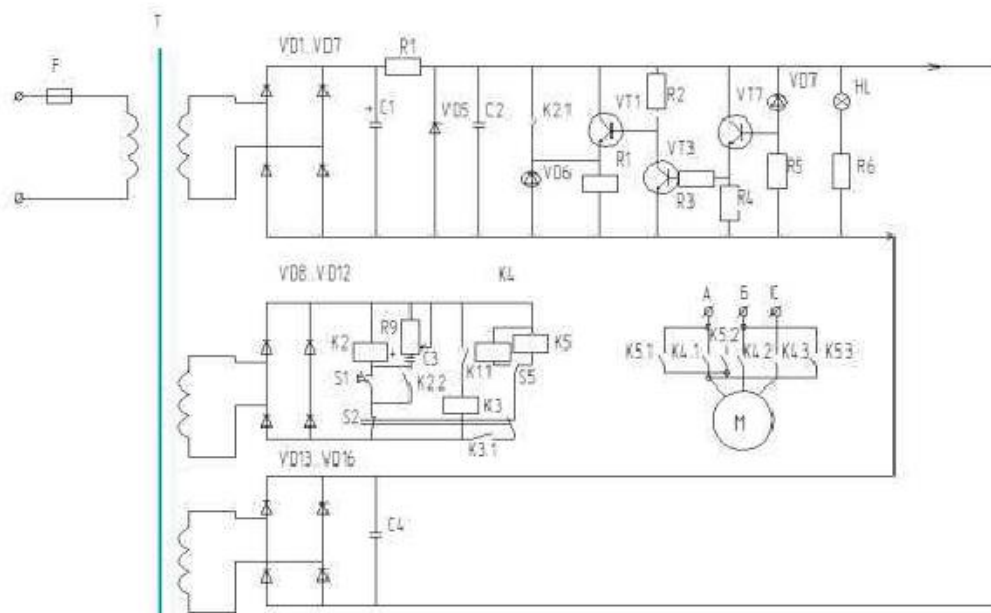 T
F
VD1..VD7
R1
C1
VD5
C2
K2.1
VD6
VT1
R1
R2
VT3
R3
VT7
R4
VD7
R5
HL
R6
VD8..VD12
K4
K2
R9
C3
S1
K2.2
K1.1
K3
S2
K3.1
S5
K5
А Б С
K5.1
K4.1
K5.2
K4.2
K4.3
K5.3
M
VD13..VD16
C4